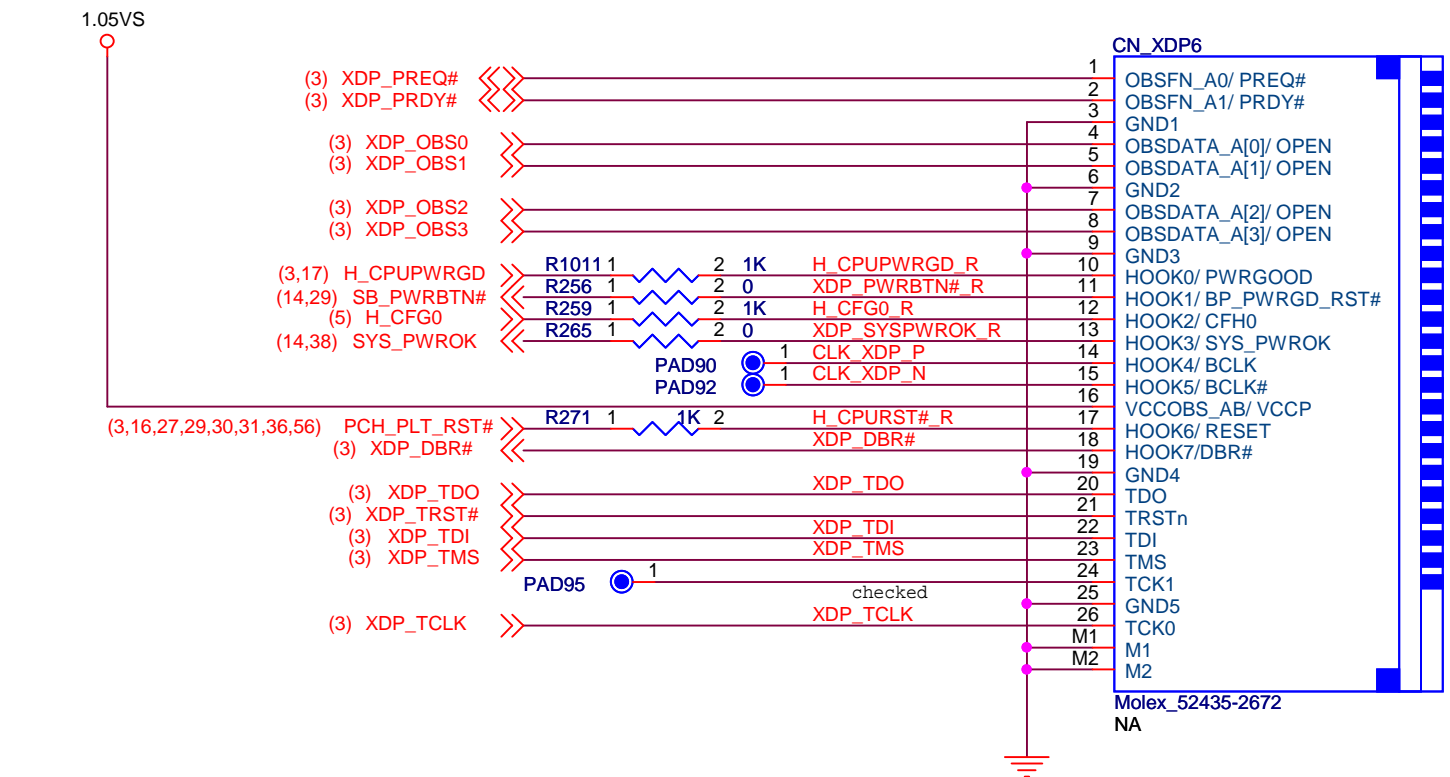 1.05VS
CN_XDP6
(3) XDP_PREQ# 1 OBSFN_A0/ PREQ#
(3) XDP_PRDY# 2 OBSFN_A1/ PRDY#
3 GND1
(3) XDP_OBS0 4 OBSDATA_A[0]/ OPEN
(3) XDP_OBS1 5 OBSDATA_A[1]/ OPEN
6 GND2
(3) XDP_OBS2 7 OBSDATA_A[2]/ OPEN
(3) XDP_OBS3 8 OBSDATA_A[3]/ OPEN
9 GND3
(3,17) H_CPUPWRGD R1011 1 2 1K H_CPUPWRGD_R 10 HOOK0/ PWRGOOD
(14,29) SB_PWRBTN# R256 1 2 0 XDP_PWRBTN#_R 11 HOOK1/ BP_PWRGD_RST#
(5) H_CFG0 R259 1 2 1K H_CFG0_R 12 HOOK2/ CFH0
(14,38) SYS_PWROK R265 1 2 0 XDP_SYSPWROK_R 13 HOOK3/ SYS_PWROK
PAD90 1 CLK_XDP_P 14 HOOK4/ BCLK
PAD92 1 CLK_XDP_N 15 HOOK5/ BCLK#
16 VCCOBS_AB/ VCCP
(3,16,27,29,30,31,36,56) PCH_PLT_RST# R271 1 1K 2 H_CPURST#_R 17 HOOK6/ RESET
(3) XDP_DBR# XDP_DBR# 18 HOOK7/DBR#
19 GND4
(3) XDP_TDO XDP_TDO 20 TDO
(3) XDP_TRST# 21 TRSTn
(3) XDP_TDI XDP_TDI 22 TDI
(3) XDP_TMS XDP_TMS 23 TMS
PAD95 1 24 TCK1
checked 25 GND5
(3) XDP_TCLK XDP_TCLK 26 TCK0
M1 M1
M2 M2
Molex_52435-2672
NA